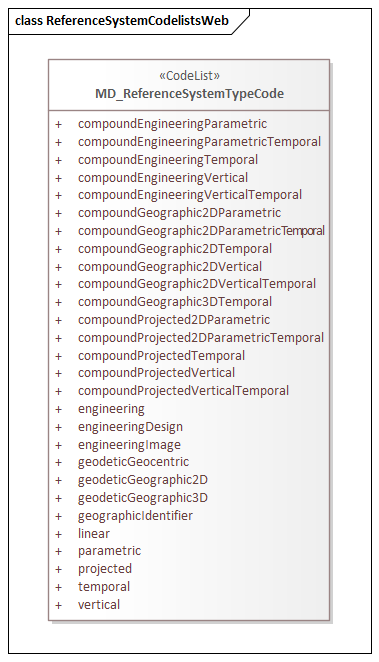 class ReferenceSystemCodelistsWeb
«CodeList»
MD_ReferenceSystemTypeCode
+ compoundEngineeringParametric
+ compoundEngineeringParametricTemporal
+ compoundEngineeringTemporal
+ compoundEngineeringVertical
+ compoundEngineeringVerticalTemporal
+ compoundGeographic2DParametric
+ compoundGeographic2DParametricTemporal
+ compoundGeographic2DTemporal
+ compoundGeographic2DVertical
+ compoundGeographic2DVerticalTemporal
+ compoundGeographic3DTemporal
+ compoundProjected2DParametric
+ compoundProjected2DParametricTemporal
+ compoundProjectedTemporal
+ compoundProjectedVertical
+ compoundProjectedVerticalTemporal
+ engineering
+ engineeringDesign
+ engineeringImage
+ geodeticGeocentric
+ geodeticGeographic2D
+ geodeticGeographic3D
+ geographicIdentifier
+ linear
+ parametric
+ projected
+ temporal
+ vertical